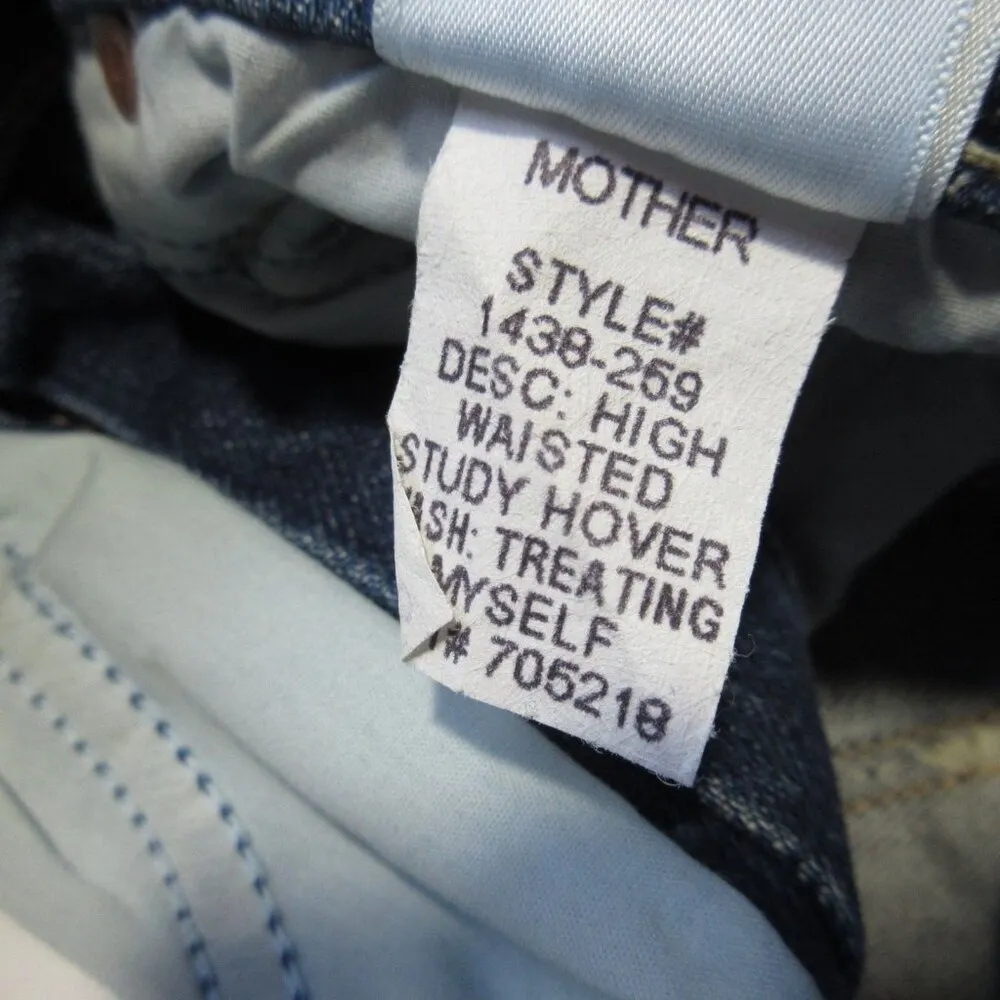 MOTHER
STYLE#
1438-259
DESC: HIGH
WAISTED
STUDY HOVER
ASH: TREATING
MYSELF
# 705218